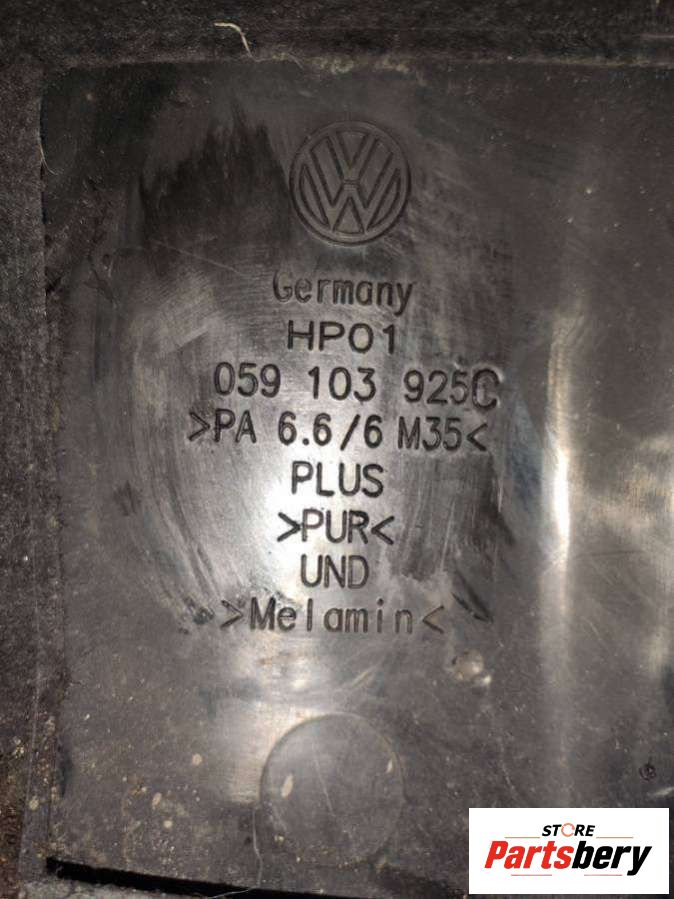 Germany
HP01
059 103 925C
>PA 6.6/6 M35<
PLUS
>PUR<
UND
>Melamin<
STORE
Partsbery